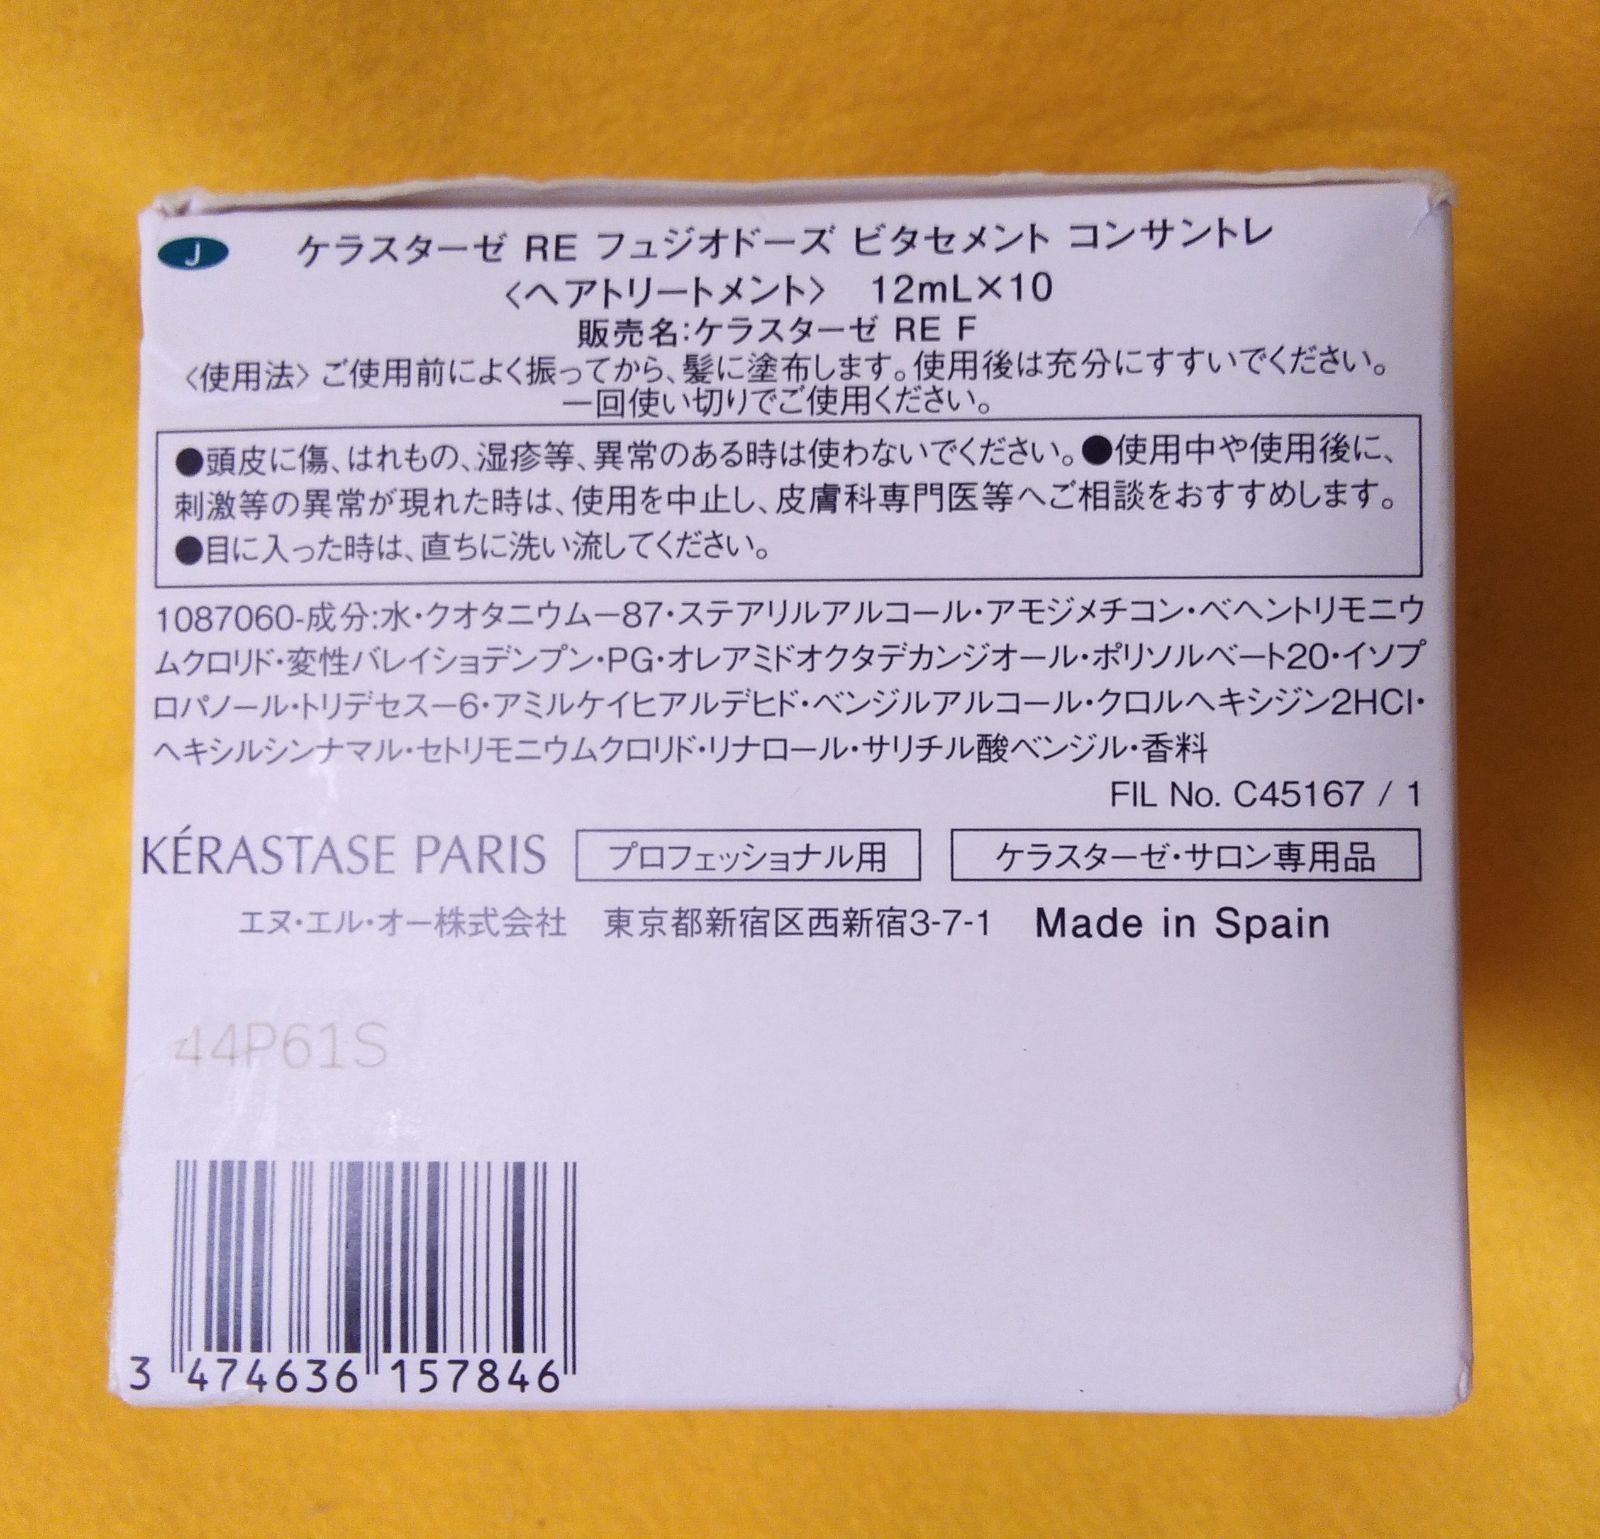 J
ケラスターゼ RE フュジオドーズ ビタセメント コンサントレ
〈ヘアトリートメント〉 12mL×10
販売名:ケラスターゼ RE F
〈使用法〉ご使用前によく振ってから、髪に塗布します。使用後は充分にすすいでください。
一回使い切りでご使用ください。
●頭皮に傷、はれもの、湿疹等、異常のある時は使わないでください。●使用中や使用後に、
刺激等の異常が現れた時は、使用を中止し、皮膚科専門医等へご相談をおすすめします。
●目に入った時は、直ちに洗い流してください。
1087060-成分:水・クオタニウムー87・ステアリルアルコール・アモジメチコン・ベヘントリモニウ
ムクロリド・変性バレイショデンプン・PG・オレアミドオクタデカンジオール・ポリソルベート20・イソプ
ロパノール・トリデセスー6・アミルケイヒアルデヒド・ベンジルアルコール・クロルヘキシジン2HCl・
ヘキシルシンナマル・セトリモニウムクロリド・リナロール・サリチル酸ベンジル・香料
FIL No. C45167 / 1
KÉRASTASE PARIS プロフェッショナル用 ケラスターゼ・サロン専用品
エヌ・エル・オー株式会社 東京都新宿区西新宿3-7-1 Made in Spain
44P61S
3 474636 157846